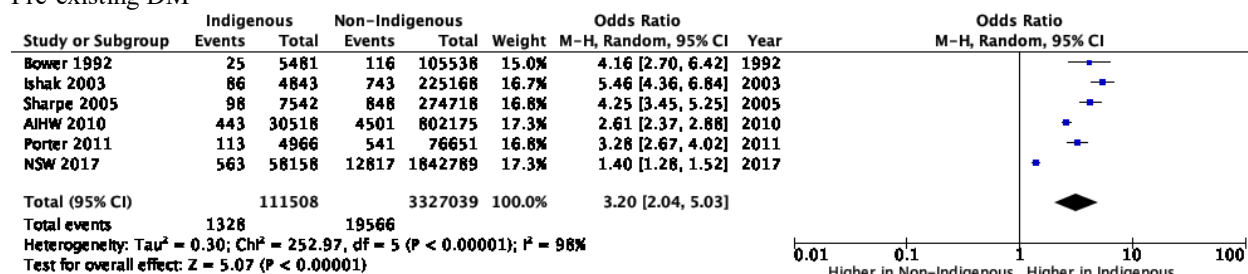 Pre-existing DM
Indigenous Non-Indigenous Odds Ratio Odds Ratio
Study or Subgroup Events Total Events Total Weight M-H, Random, 95% CI Year M-H, Random, 95% CI
Bower 1992 25 5481 116 105538 15.0% 4.16 [2.70, 6.42] 1992
Ishak 2003 86 4843 743 225168 16.7% 5.46 [4.36, 6.84] 2003
Sharpe 2005 98 7542 848 274718 16.8% 4.25 [3.45, 5.25] 2005
AIHW 2010 443 30518 4501 802175 17.3% 2.61 [2.37, 2.88] 2010
Porter 2011 113 4966 541 76651 16.8% 3.28 [2.67, 4.02] 2011
NSW 2017 563 58158 12817 1842789 17.3% 1.40 [1.28, 1.52] 2017
Total (95% CI) 111508 3327039 100.0% 3.20 [2.04, 5.03]
Total events 1328 19566
Heterogeneity: Tau² = 0.30; Chi² = 252.97, df = 5 (P < 0.00001); I² = 98%
Test for overall effect: Z = 5.07 (P < 0.00001)
0.01 0.1 1 10 100
Higher in Non-Indigenous Higher in Indigenous